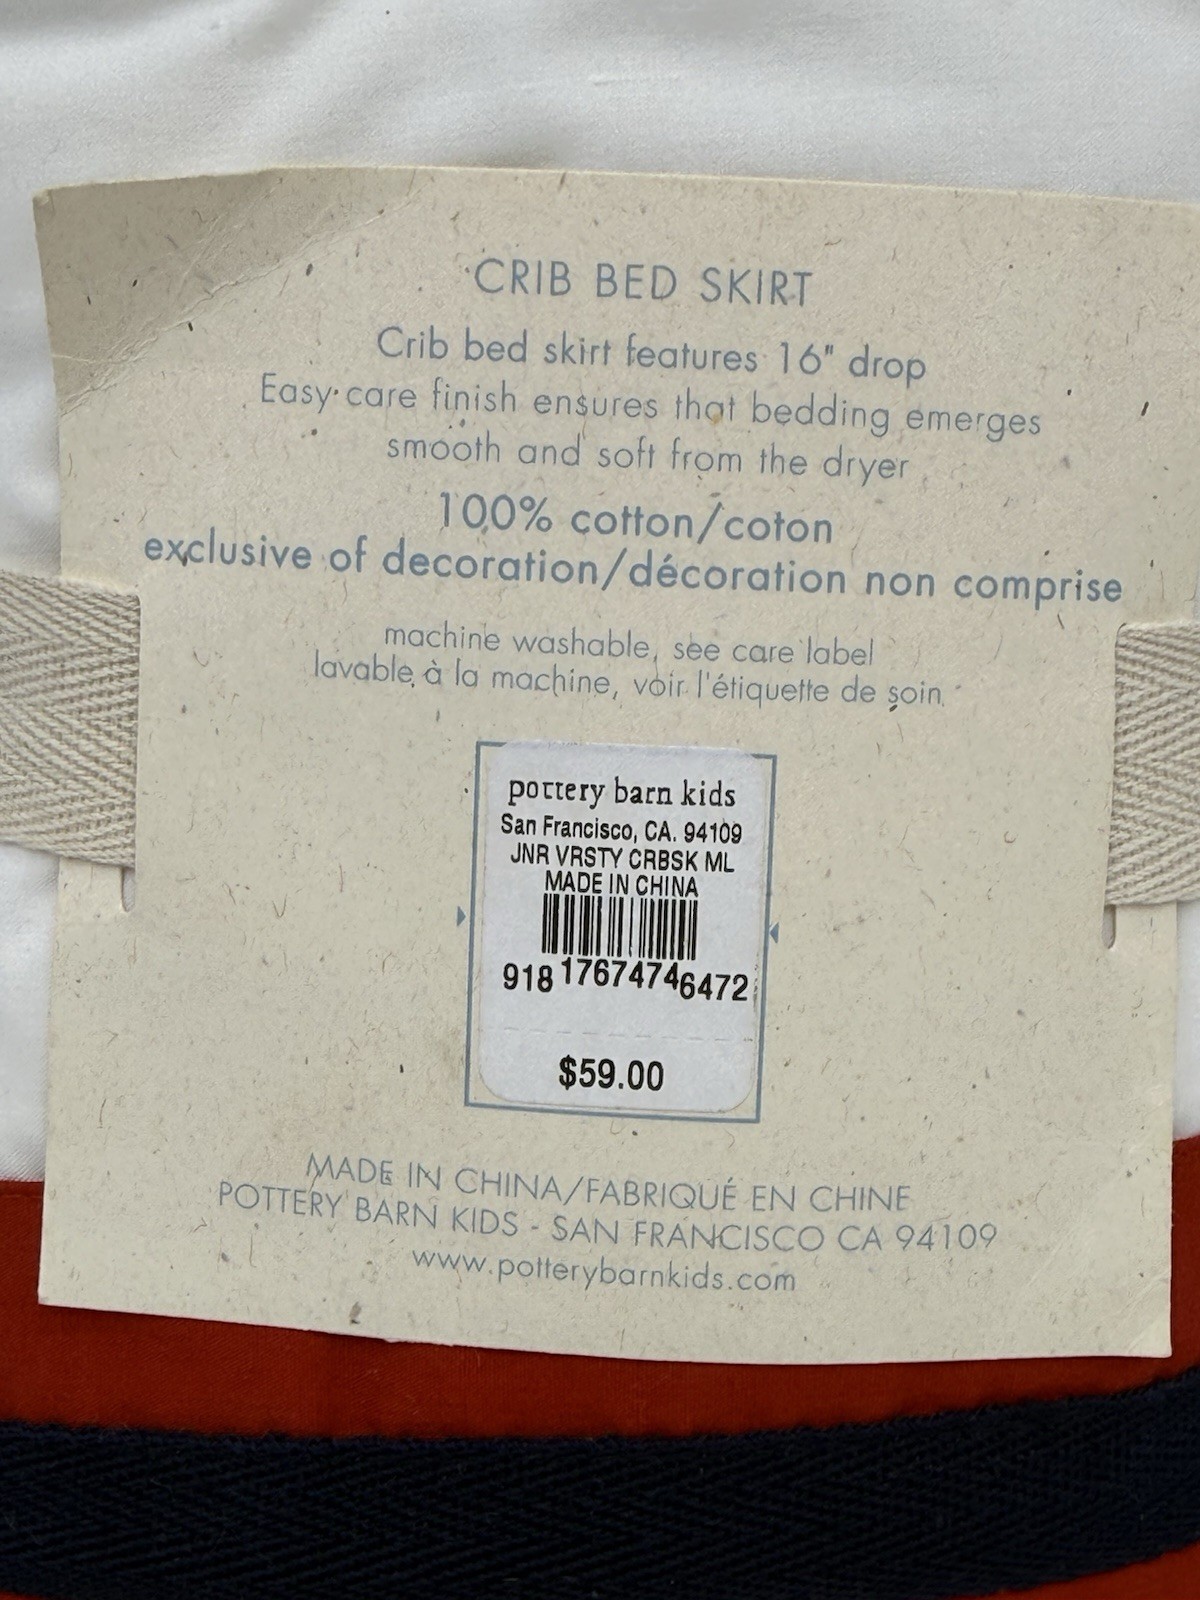 CRIB BED SKIRT
Crib bed skirt features 16" drop
Easy care finish ensures that bedding emerges
smooth and soft from the dryer
100% cotton/coton
exclusive of decoration/décoration non comprise
machine washable, see care label
lavable à la machine, voir l'étiquette de soin
pottery barn kids
San Francisco, CA. 94109
JNR VRSTY CRBSK ML
MADE IN CHINA
918 1767474 6472
$59.00
MADE IN CHINA/FABRIQUÉ EN CHINE
POTTERY BARN KIDS - SAN FRANCISCO CA 94109
www.potterybarnkids.com